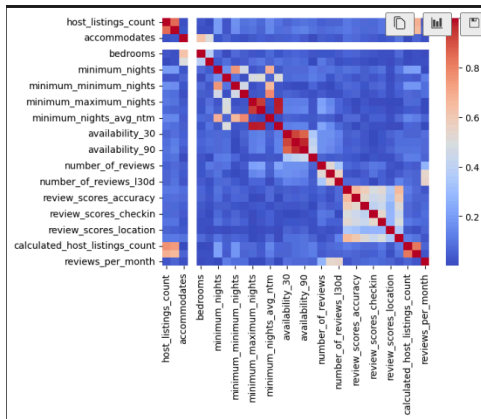 host_listings_count
accommodates
bedrooms
minimum_nights
minimum_minimum_nights
minimum_maximum_nights
minimum_nights_avg_ntm
availability_30
availability_90
number_of_reviews
number_of_reviews_l30d
review_scores_accuracy
review_scores_checkin
review_scores_location
calculated_host_listings_count
reviews_per_month
0.8
0.6
0.4
0.2
host_listings_count
accommodates
bedrooms
minimum_nights
minimum_minimum_nights
minimum_maximum_nights
minimum_nights_avg_ntm
availability_30
availability_90
number_of_reviews
number_of_reviews_l30d
review_scores_accuracy
review_scores_checkin
review_scores_location
calculated_host_listings_count
reviews_per_month